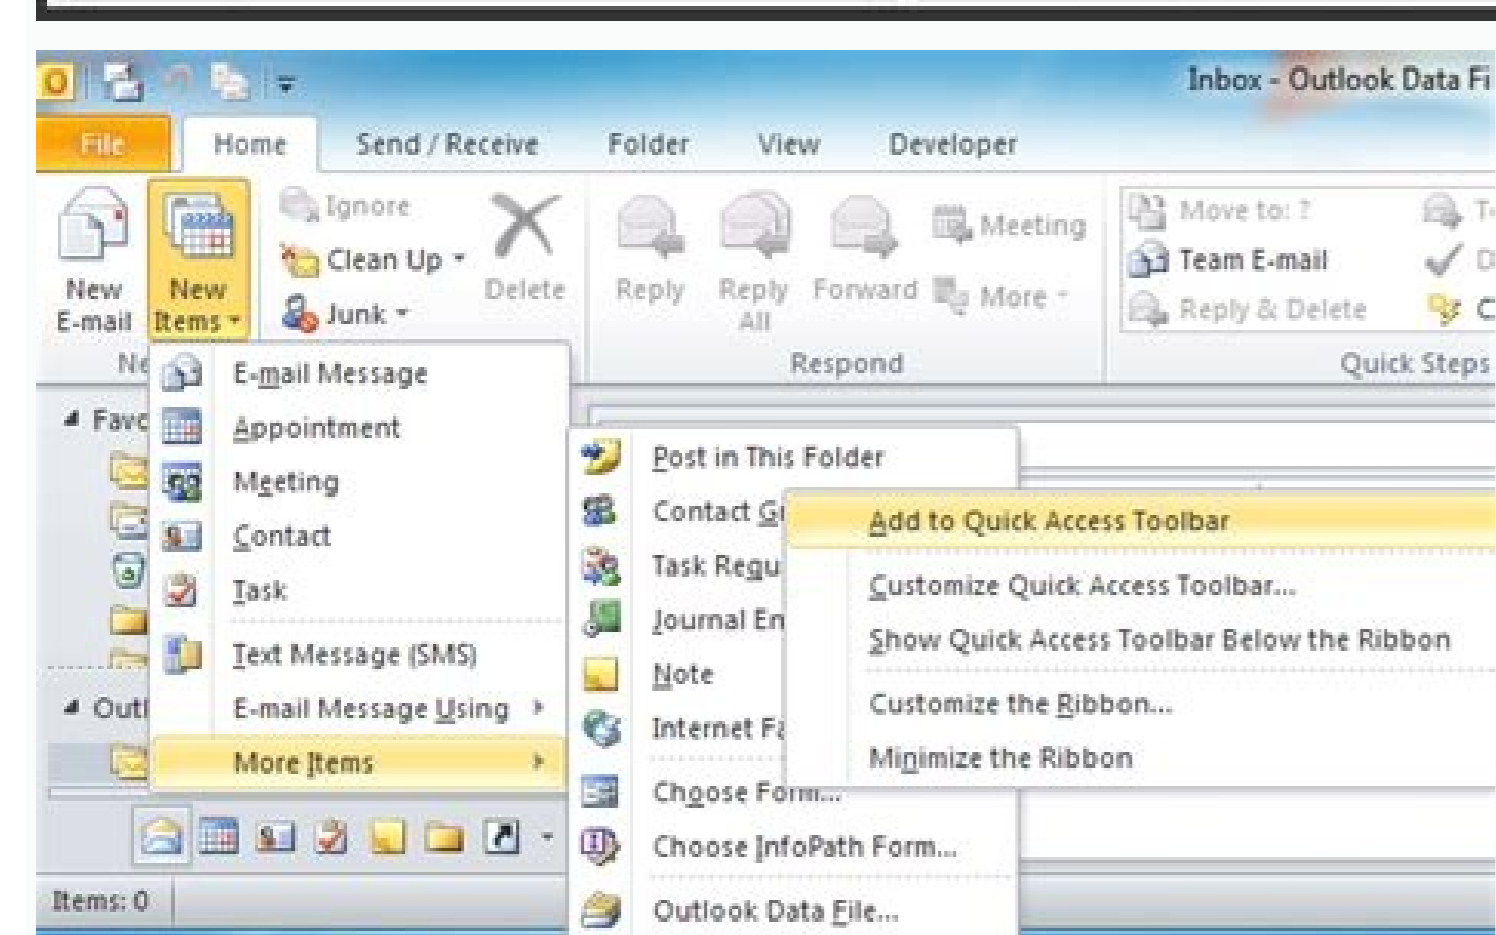 Inbox - Outlook Data Fi
File Home Send / Receive Folder View Developer
New E-mail
New Items
Ignore
Clean Up
Junk
Delete
Reply
Reply All
Forward
Meeting
More
Respond
Move to: ?
Team E-mail
Reply & Delete
Quick Steps
E-mail Message
Appointment
Meeting
Contact
Task
Text Message (SMS)
E-mail Message Using
More Items
Favo
Outl
Items: 0
Post in This Folder
Contact G
Task Requ
Journal En
Note
Internet Fa
Choose Form...
Choose InfoPath Form...
Outlook Data File...
Add to Quick Access Toolbar
Customize Quick Access Toolbar...
Show Quick Access Toolbar Below the Ribbon
Customize the Ribbon...
Minimize the Ribbon